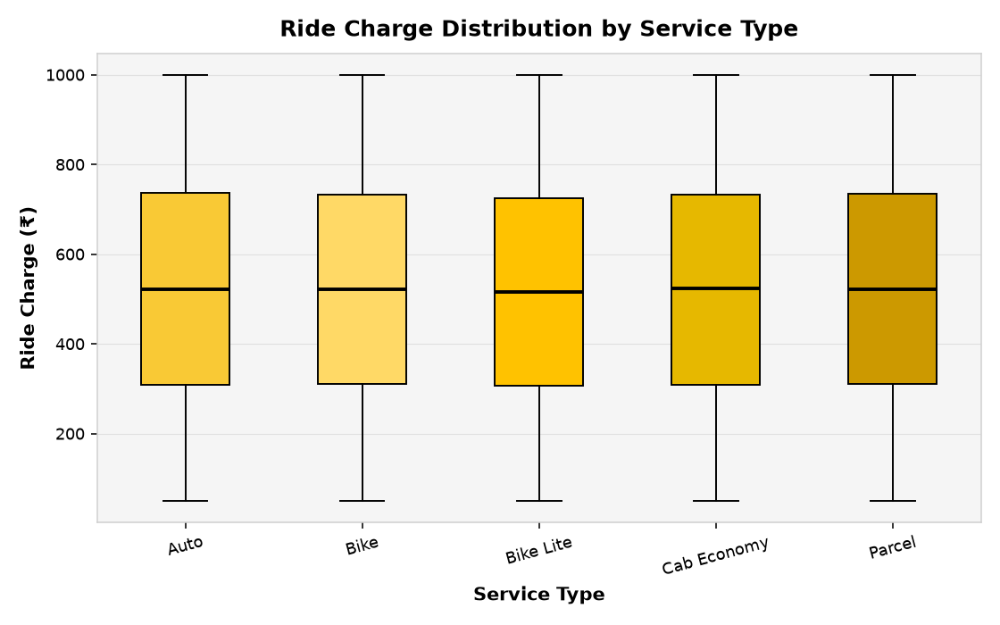 Ride Charge Distribution by Service Type
Ride Charge (₹)
1000
800
600
400
200
Auto
Bike
Bike Lite
Cab Economy
Parcel
Service Type